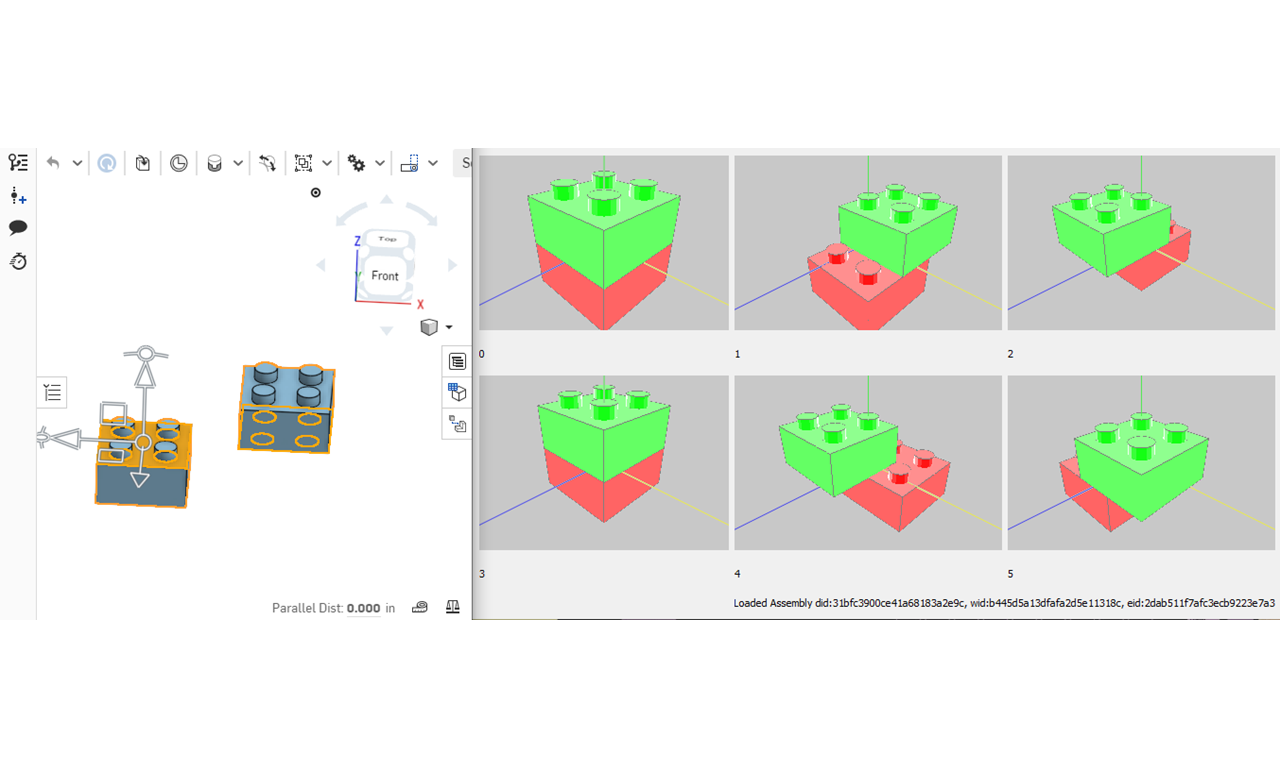 Se
Z
Top
Front
X
Parallel Dist: 0.000 in
0
1
2
3
4
5
Loaded Assembly did:31bfc3900ce41a68183a2e9c, wid:b445d5a13dfafa2d5e11318c, eid:2dab511f7afc3ecb9223e7a3